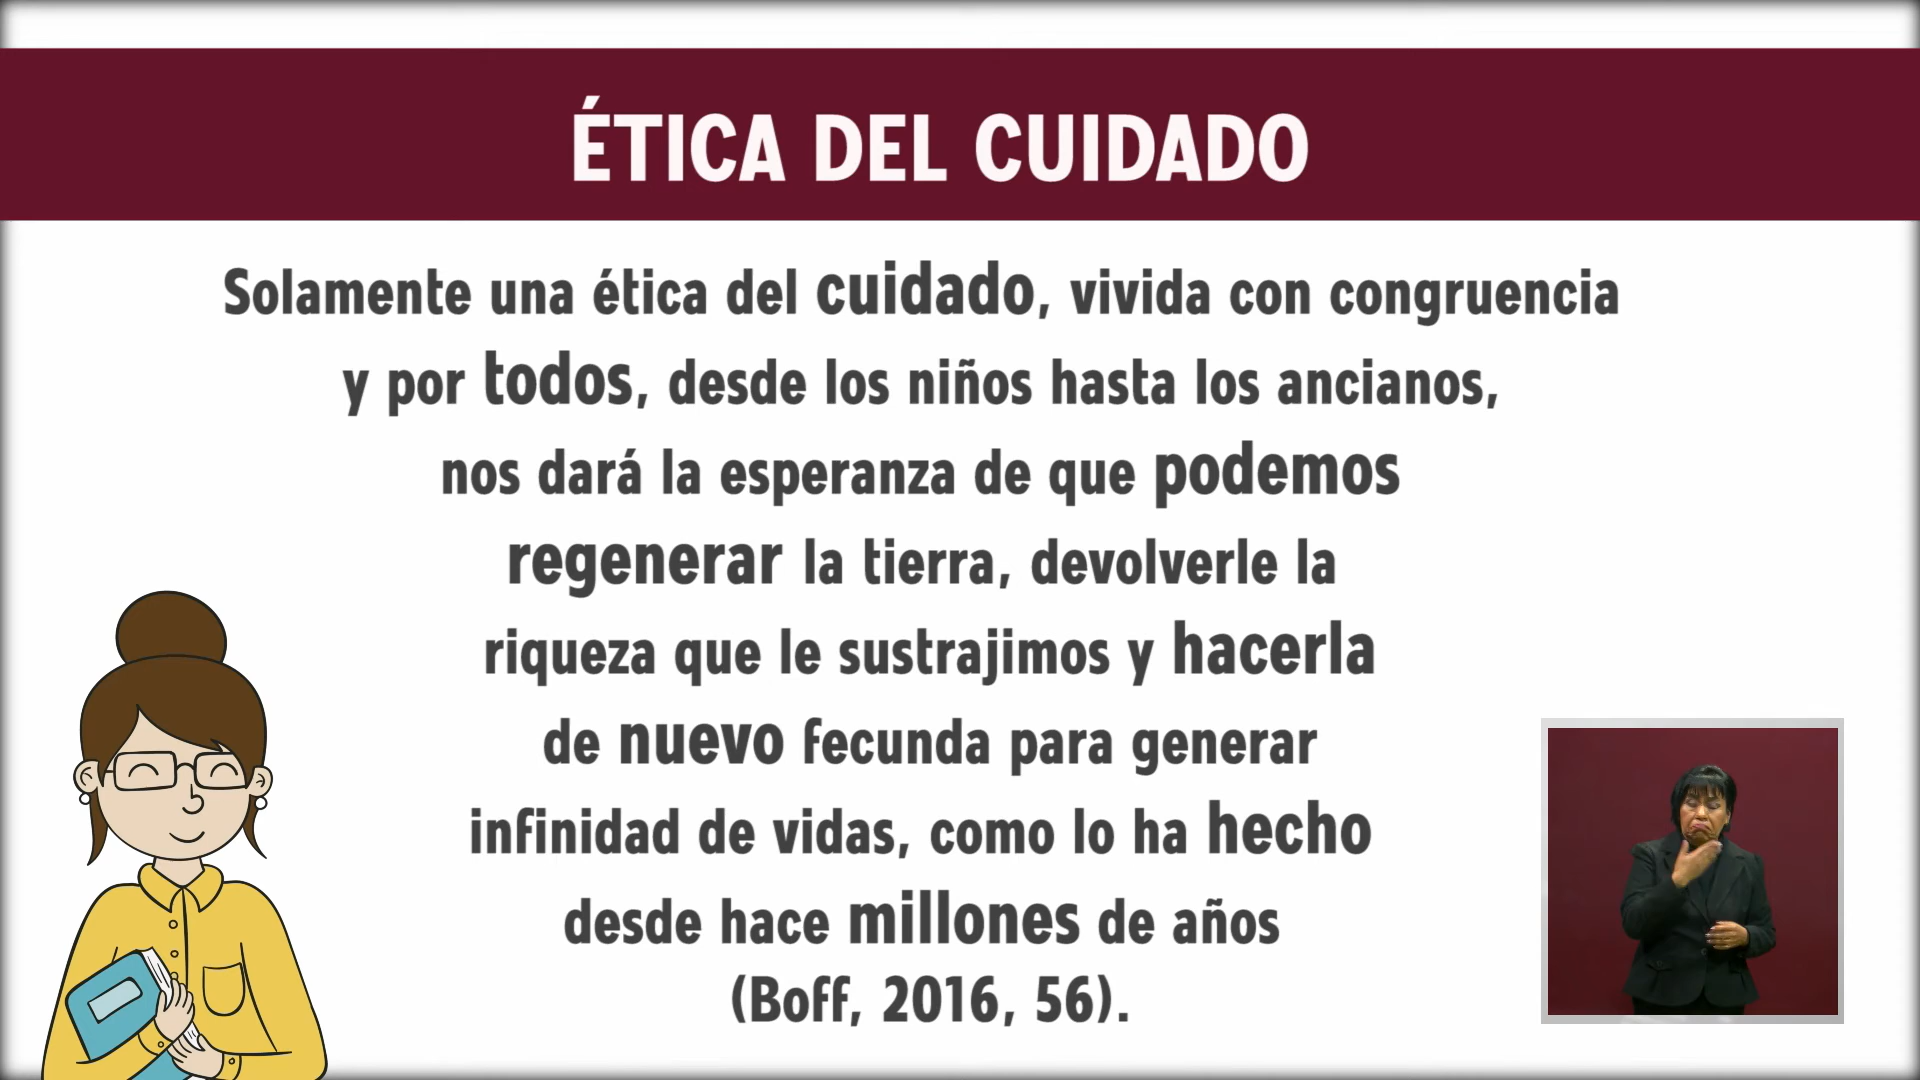 ÉTICA DEL CUIDADO
Solamente una ética del cuidado, vivida con congruencia
y por todos, desde los niños hasta los ancianos,
nos dará la esperanza de que podemos
regenerar la tierra, devolverle la
riqueza que le sustrajimos y hacerla
de nuevo fecunda para generar
infinidad de vidas, como lo ha hecho
desde hace millones de años
(Boff, 2016, 56).